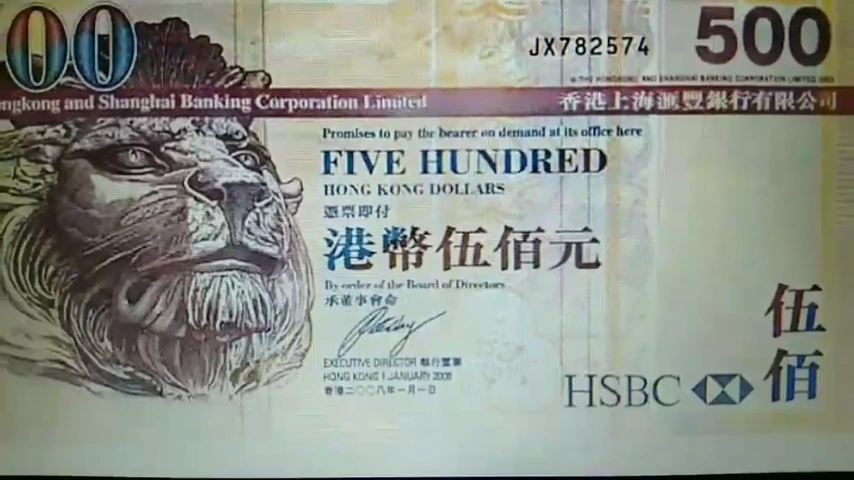 00
JX782574
500
ngkong and Shanghai Banking Corporation Limited
香港上海滙豐銀行有限公司
Promises to pay the bearer on demand at its office here
FIVE HUNDRED
HONG KONG DOLLARS
憑票即付
港幣伍佰元
By order of the Board of Directors
承董事會命
EXECUTIVE DIRECTOR 執行董事
HONG KONG 1 JANUARY 2008
香港二〇〇八年一月一日
伍佰
HSBC